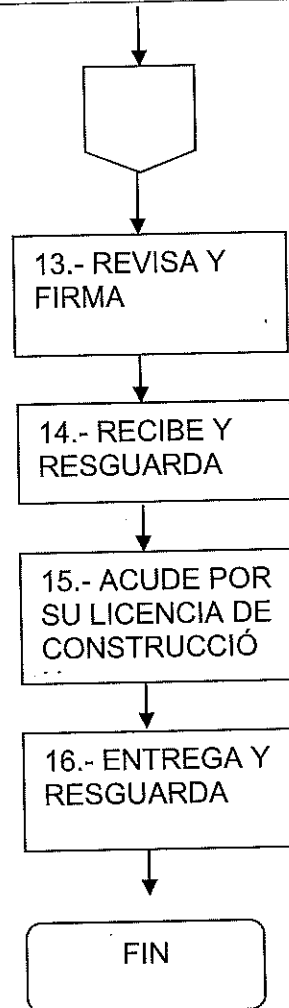 13.- REVISA Y
FIRMA
14.- RECIBE Y
RESGUARDA
15.- ACUDE POR
SU LICENCIA DE
CONSTRUCCIÓ
16.- ENTREGA Y
RESGUARDA
FIN